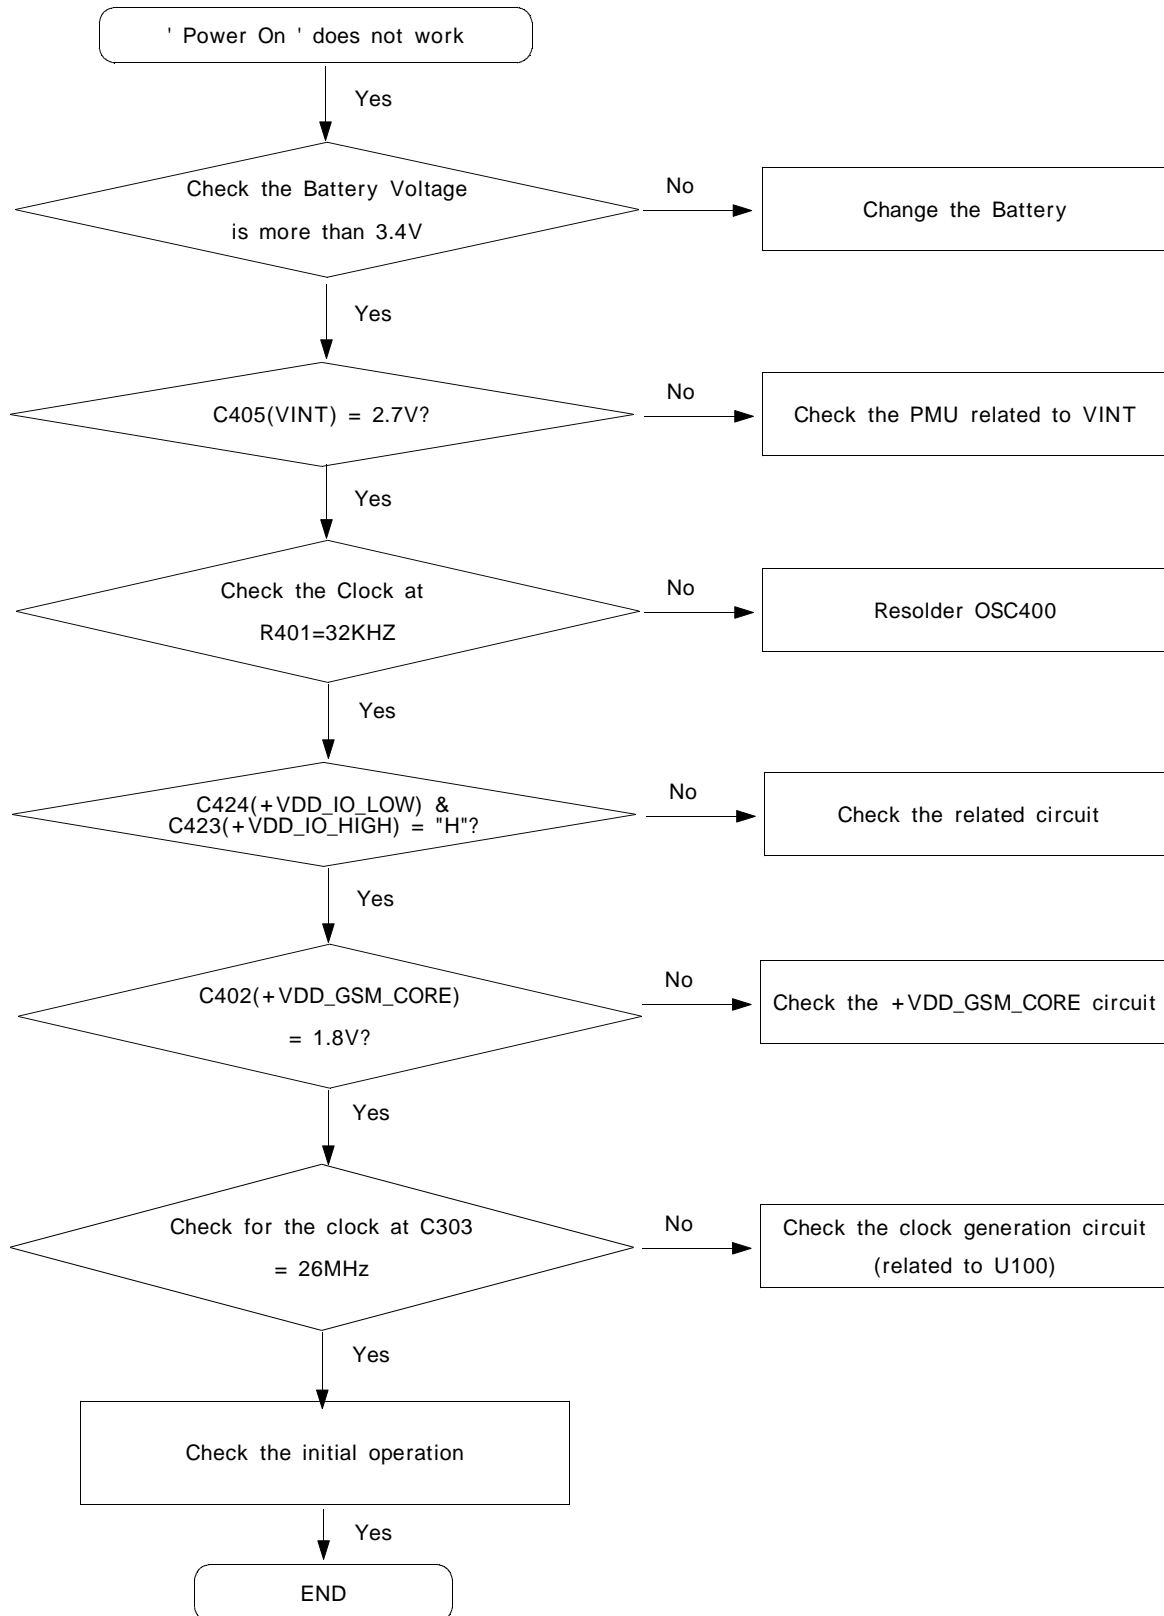 ' Power On ' does not work
Yes
Check the Battery Voltage
is more than 3.4V
No
Change the Battery
Yes
C405(VINT) = 2.7V?
No
Check the PMU related to VINT
Yes
Check the Clock at
R401=32KHZ
No
Resolder OSC400
Yes
C424(+VDD_IO_LOW) &
C423(+VDD_IO_HIGH) = "H"?
No
Check the related circuit
Yes
C402(+VDD_GSM_CORE)
= 1.8V?
No
Check the +VDD_GSM_CORE circuit
Yes
Check for the clock at C303
= 26MHz
No
Check the clock generation circuit
(related to U100)
Yes
Check the initial operation
Yes
END